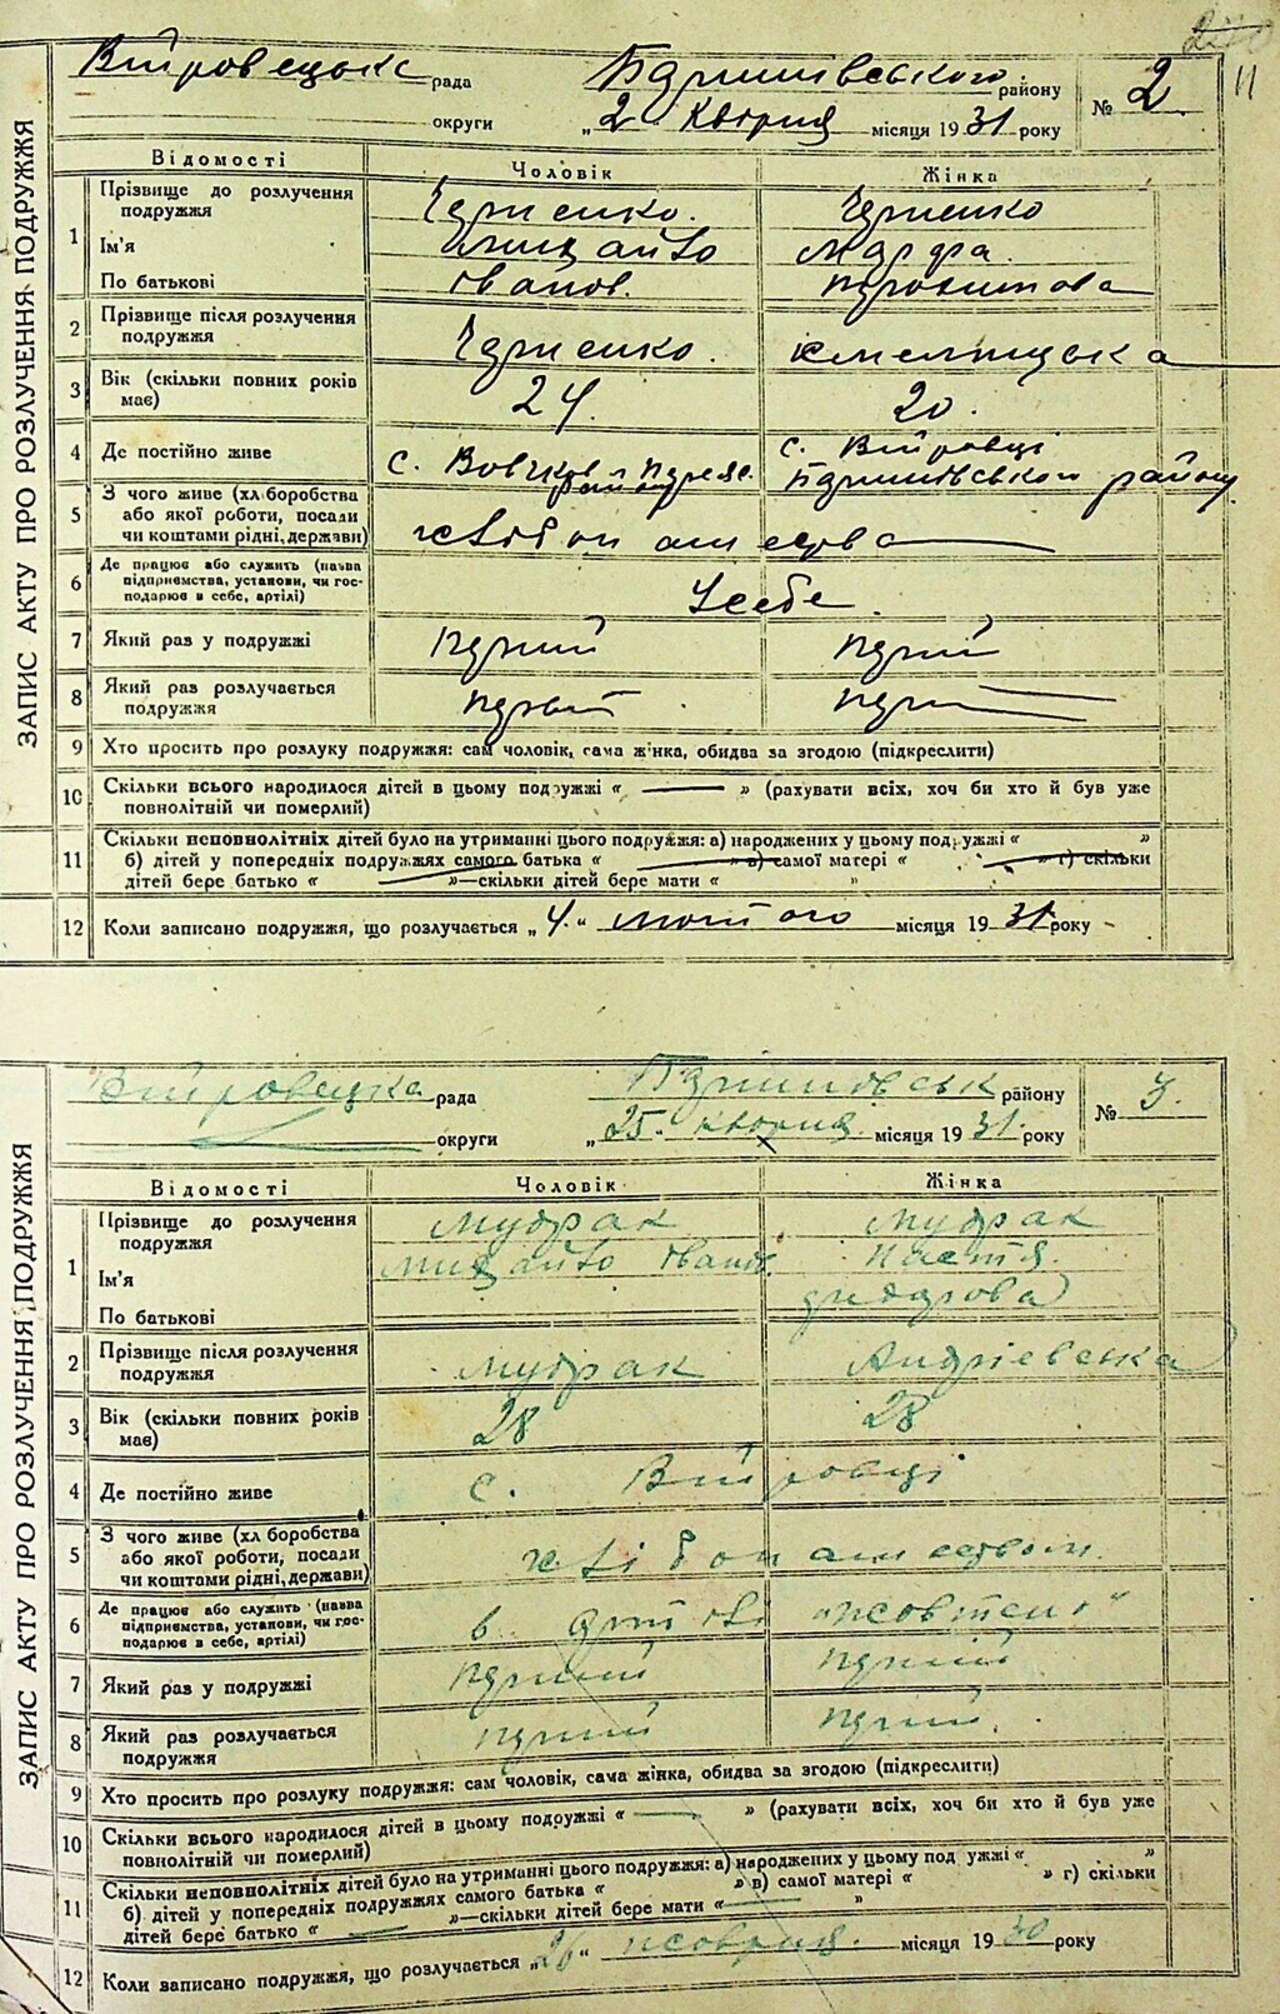 11
ЗАПИС АКТУ ПРО РОЗЛУЧЕННЯ ПОДРУЖЖЯ
Війтовецька рада района району № 2
округи „2“ Квітня місяця 1931 року
Відомості Чоловік Жінка
1 Прізвище до розлучення подружжя Черненко. Черненко
Ім'я Михайло Марфа.
По батькові Іванов.
2 Прізвище після розлучення подружжя Черненко. Хмельницька
3 Вік (скільки повних років має) 24. 20.
4 Де постійно живе с. с.
району
5 З чого живе (хліборобства або якої роботи, посади чи коштами рідні, держави) хліборобства
6 Де працює або служить (назва підприємства, установи, чи господарює в себе, артілі) У себе.
7 Який раз у подружжі перший перший
8 Який раз розлучається подружжя перший
9 Хто просить про розлуку подружжя: сам чоловік, сама жінка, обидва за згодою (підкреслити)
10 Скільки всього народилося дітей в цьому подружжі « — » (рахувати всіх, хоч би хто й був уже
повнолітній чи померлий)
11 Скільки неповнолітніх дітей було на утриманні цього подружжя: а) народжених у цьому подружжі « »
б) дітей у попередніх подружжях самого батька « » в) самої матері « » г) скільки
дітей бере батько « »—скільки дітей бере мати « »
12 Коли записано подружжя, що розлучається „4.“ лютого місяця 1931 року
ЗАПИС АКТУ ПРО РОЗЛУЧЕННЯ ПОДРУЖЖЯ
рада району № 3.
округи „25“ квітня місяця 1931. року
Відомості Чоловік Жінка
1 Прізвище до розлучення подружжя Мудрак Мудрак
Ім'я Михайло Іванов. Настя.
По батькові Федорова
2 Прізвище після розлучення подружжя Мудрак Андрієвська
3 Вік (скільки повних років має) 28 28
4 Де постійно живе с.
5 З чого живе (хліборобства або якої роботи, посади чи коштами рідні, держави) хліборобством.
6 Де працює або служить (назва підприємства, установи, чи господарює в себе, артілі) в артілі „Жовтень“
7 Який раз у подружжі перший перший
8 Який раз розлучається подружжя перший перший
9 Хто просить про розлуку подружжя: сам чоловік, сама жінка, обидва за згодою (підкреслити)
10 Скільки всього народилося дітей в цьому подружжі « — » (рахувати всіх, хоч би хто й був уже
повнолітній чи померлий)
11 Скільки неповнолітніх дітей було на утриманні цього подружжя: а) народжених у цьому подружжі « »
б) дітей у попередніх подружжях самого батька « » в) самої матері « » г) скільки
дітей бере батько « — »—скільки дітей бере мати « — »
12 Коли записано подружжя, що розлучається „26“ жовтня. місяця 1930 року